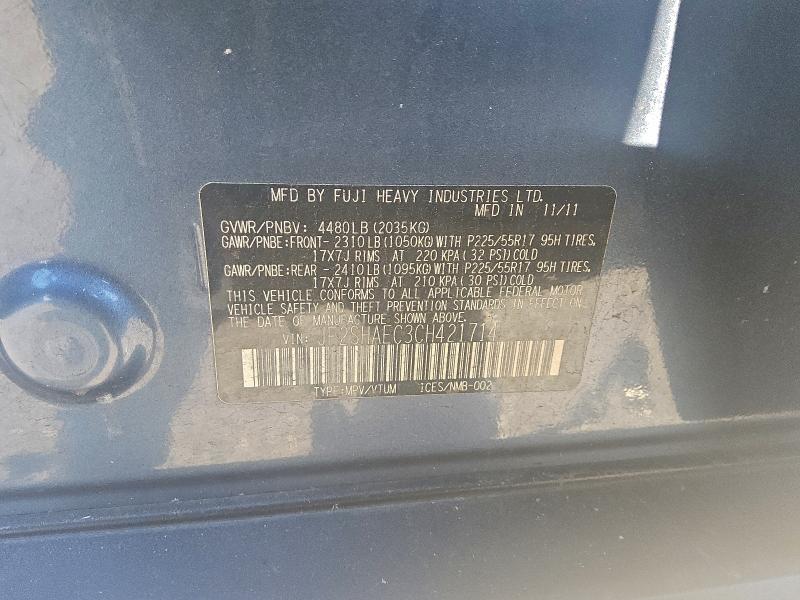 MFD BY FUJI HEAVY INDUSTRIES LTD.
MFD IN 11/11
GVWR/PNBV: 4480LB (2035KG)
GAWR/PNBE:FRONT- 2310LB (1050KG) WITH P225/55R17 95H TIRES,
17X7J RIMS AT 220 KPA ( 32 PSI) COLD
GAWR/PNBE:REAR - 2410LB (1095KG) WITH P225/55R17 95H TIRES,
17X7J RIMS AT 210 KPA ( 30 PSI) COLD
THIS VEHICLE CONFORMS TO ALL APPLICABLE FEDERAL MOTOR
VEHICLE SAFETY AND THEFT PREVENTION STANDARDS IN EFFECT ON
THE DATE OF MANUFACTURE SHOWN ABOVE.
VIN: JF2SHAEC3CH421714
TYPE:MPV/VTUM ICES/NMB-002